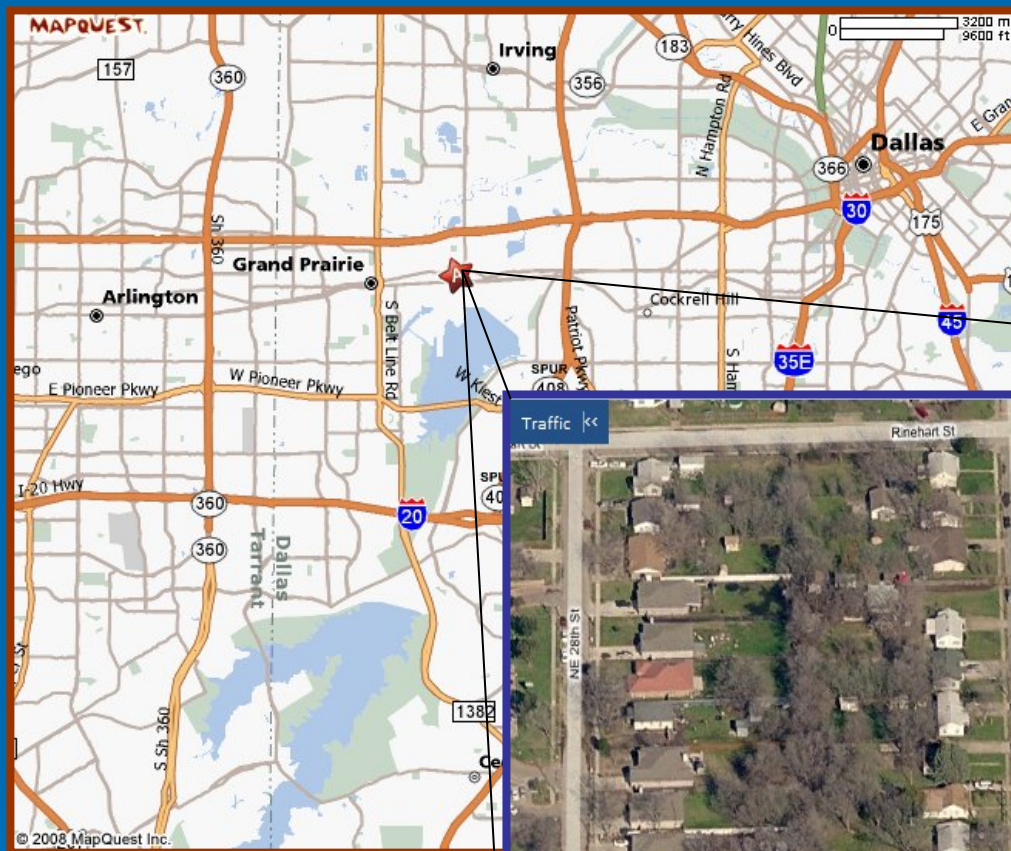 MAPQUEST.
3200 m
0
9600 ft
Irving
183
Hines Blvd
157
360
356
N Hampton Rd
E Gran
Dallas
366
30
175
Sh 360
Grand Prairie
Arlington
S Belt Line Rd
Cockrell Hill
A
Patriot Pkwy
45
35E
ego
SPUR
408
S Ham
E Pioneer Pkwy
W Pioneer Pkwy
W Kiest
Traffic <<
Rinehart St
I-20 Hwy
360
20
360
Dallas
Tarrant
NE 28th St
1382
S Sh 360
Ce
© 2008 MapQuest Inc.